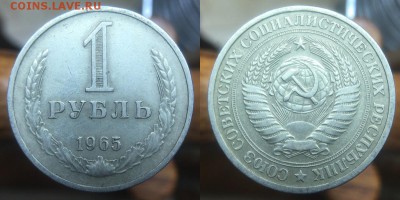 COINS.LAVE.RU
1
РУБЛЬ
1965
СОЮЗ СОВЕТСКИХ СОЦИАЛИСТИЧЕСКИХ РЕСПУБЛИК